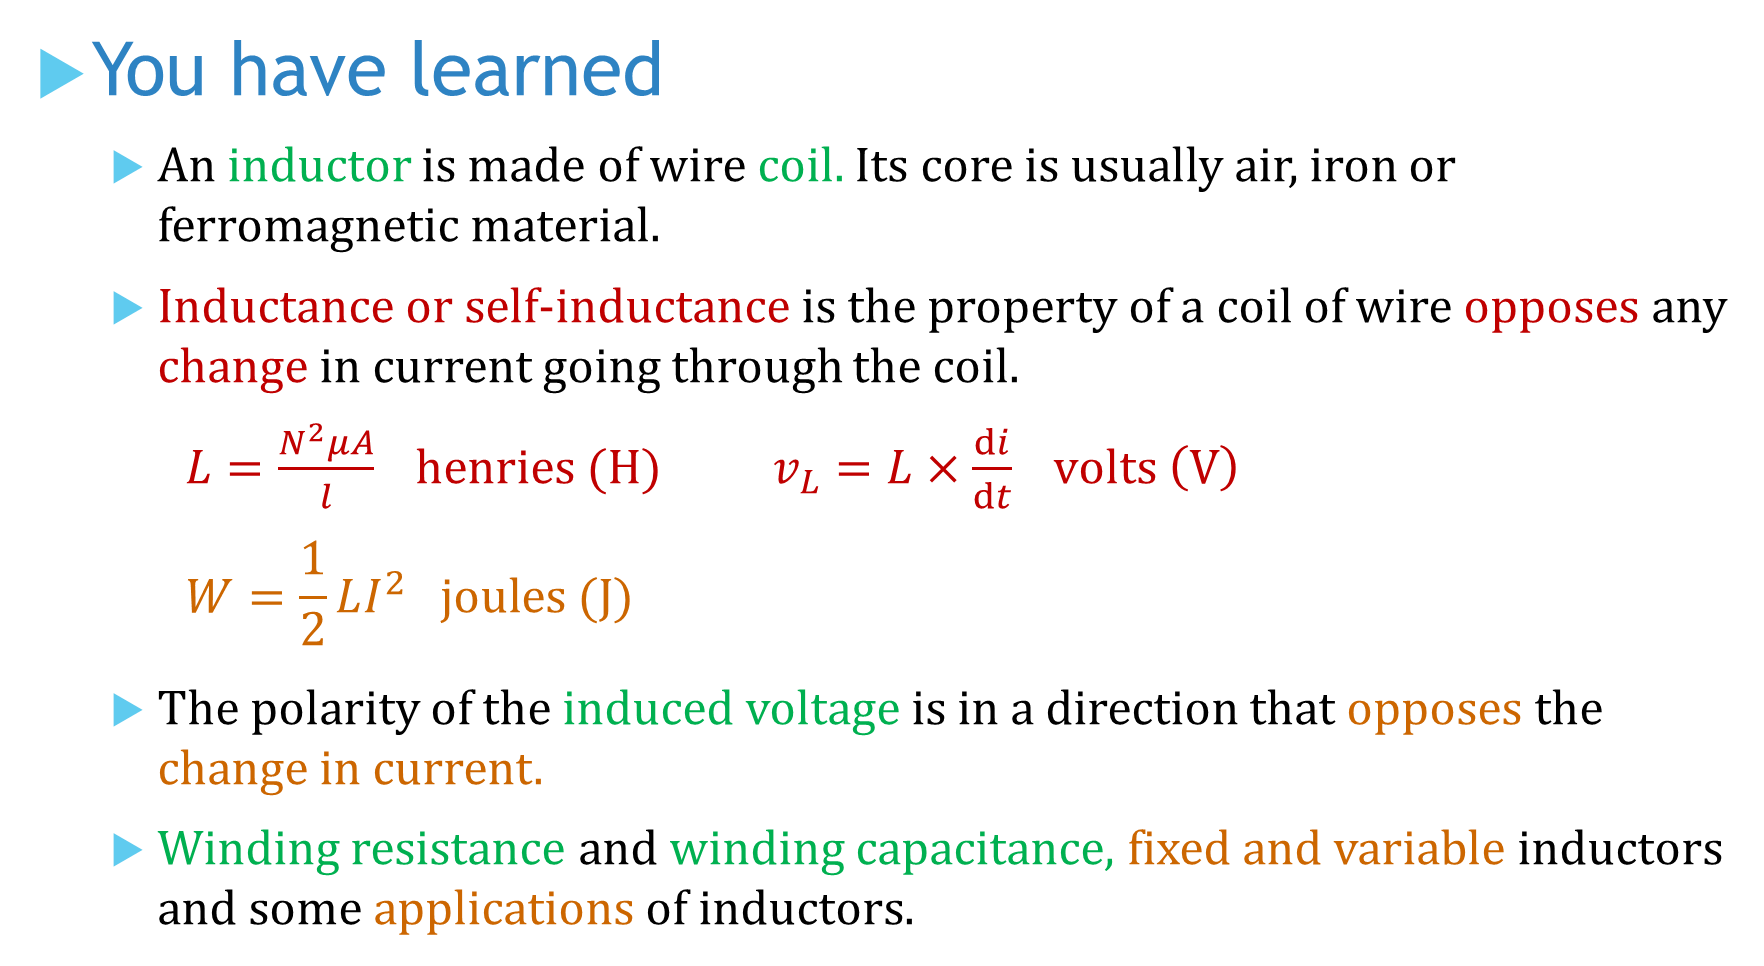 You have learned
An inductor is made of wire coil. Its core is usually air, iron or
ferromagnetic material.
Inductance or self-inductance is the property of a coil of wire opposes any
change in current going through the coil.
L = N²μA/l henries (H) v_L = L × di/dt volts (V)
W = 1/2 LI² joules (J)
The polarity of the induced voltage is in a direction that opposes the
change in current.
Winding resistance and winding capacitance, fixed and variable inductors
and some applications of inductors.